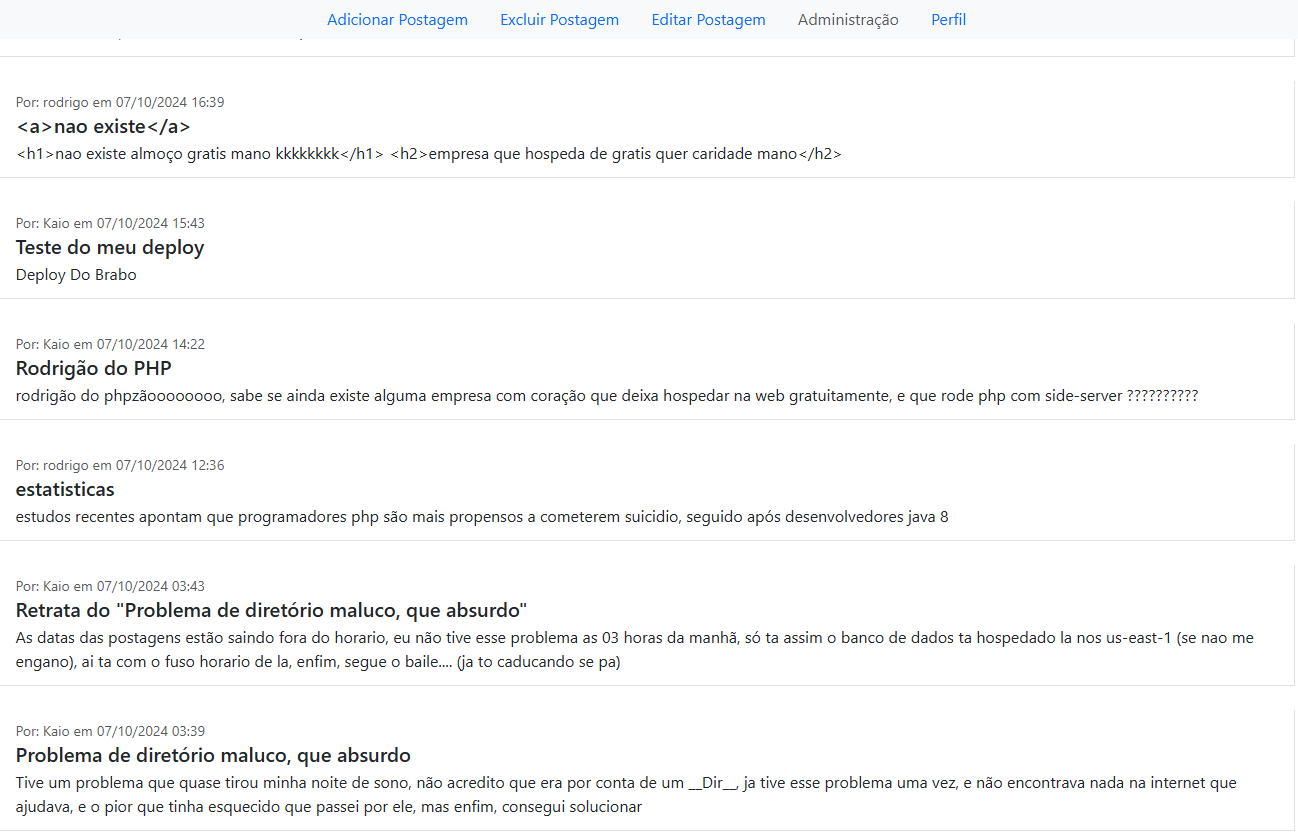 Adicionar Postagem Excluir Postagem Editar Postagem Administração Perfil
Por: rodrigo em 07/10/2024 16:39
<a>nao existe</a>
<h1>nao existe almoço gratis mano kkkkkkkk</h1> <h2>empresa que hospeda de gratis quer caridade mano</h2>
Por: Kaio em 07/10/2024 15:43
Teste do meu deploy
Deploy Do Brabo
Por: Kaio em 07/10/2024 14:22
Rodrigão do PHP
rodrigão do phpzãoooooooo, sabe se ainda existe alguma empresa com coração que deixa hospedar na web gratuitamente, e que rode php com side-server ??????????
Por: rodrigo em 07/10/2024 12:36
estatisticas
estudos recentes apontam que programadores php são mais propensos a cometerem suicidio, seguido após desenvolvedores java 8
Por: Kaio em 07/10/2024 03:43
Retrata do "Problema de diretório maluco, que absurdo"
As datas das postagens estão saindo fora do horario, eu não tive esse problema as 03 horas da manhã, só ta assim o banco de dados ta hospedado la nos us-east-1 (se nao me
engano), ai ta com o fuso horario de la, enfim, segue o baile.... (ja to caducando se pa)
Por: Kaio em 07/10/2024 03:39
Problema de diretório maluco, que absurdo
Tive um problema que quase tirou minha noite de sono, não acredito que era por conta de um __Dir__, ja tive esse problema uma vez, e não encontrava nada na internet que
ajudava, e o pior que tinha esquecido que passei por ele, mas enfim, consegui solucionar